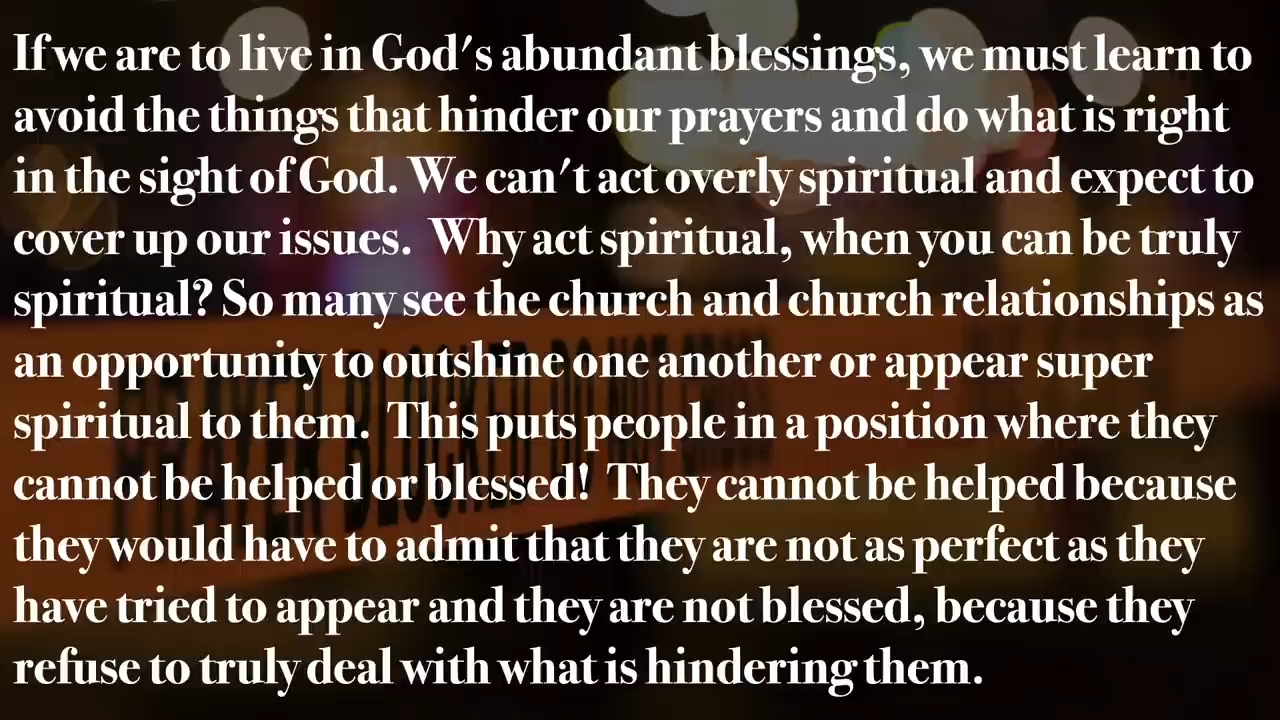 If we are to live in God's abundant blessings, we must learn to
avoid the things that hinder our prayers and do what is right
in the sight of God. We can't act overly spiritual and expect to
cover up our issues. Why act spiritual, when you can be truly
spiritual? So many see the church and church relationships as
an opportunity to outshine one another or appear super
spiritual to them. This puts people in a position where they
cannot be helped or blessed! They cannot be helped because
they would have to admit that they are not as perfect as they
have tried to appear and they are not blessed, because they
refuse to truly deal with what is hindering them.
PRAYER BLOCKED DO NOT CROSS